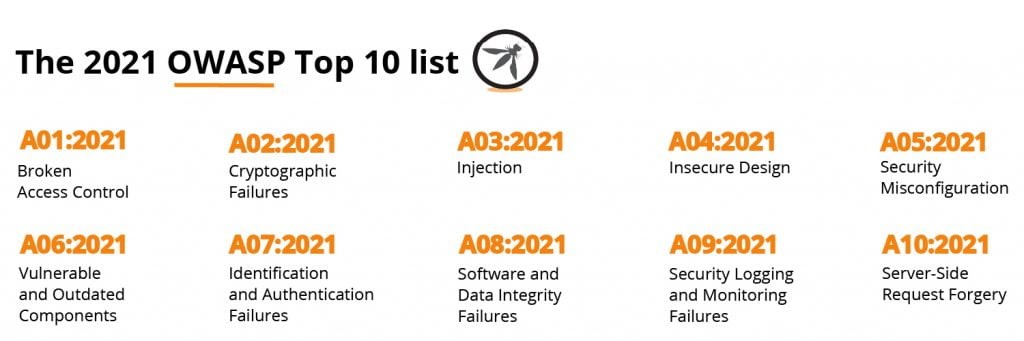 The 2021 OWASP Top 10 list
A01:2021
Broken
Access Control
A02:2021
Cryptographic
Failures
A03:2021
Injection
A04:2021
Insecure Design
A05:2021
Security
Misconfiguration
A06:2021
Vulnerable
and Outdated
Components
A07:2021
Identification
and Authentication
Failures
A08:2021
Software and
Data Integrity
Failures
A09:2021
Security Logging
and Monitoring
Failures
A10:2021
Server-Side
Request Forgery